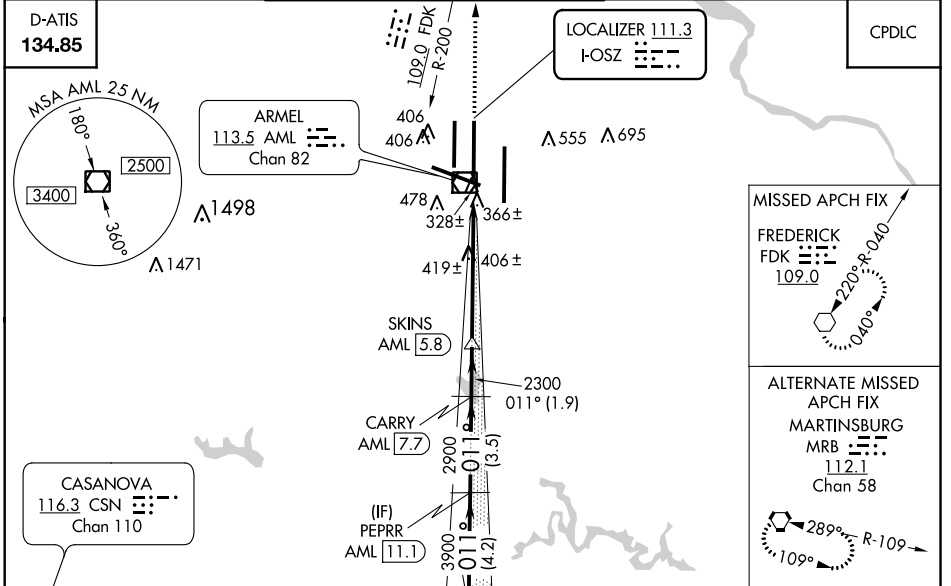 D-ATIS
134.85
109.0 FDK
R-200
LOCALIZER 111.3
I-OSZ
CPDLC
MSA AML 25 NM
180°
2500
3400
360°
ARMEL
113.5 AML
Chan 82
406
406
555
695
478
328±
366±
1498
1471
419±
406±
MISSED APCH FIX
FREDERICK
FDK
109.0
R-040
220°
040°
SKINS
AML 5.8
2300
011° (1.9)
CARRY
AML 7.7
2900
011°
(3.5)
ALTERNATE MISSED
APCH FIX
MARTINSBURG
MRB
112.1
Chan 58
289°
R-109
109°
CASANOVA
116.3 CSN
Chan 110
(IF)
PEPRR
AML 11.1
3900
011°
(4.2)